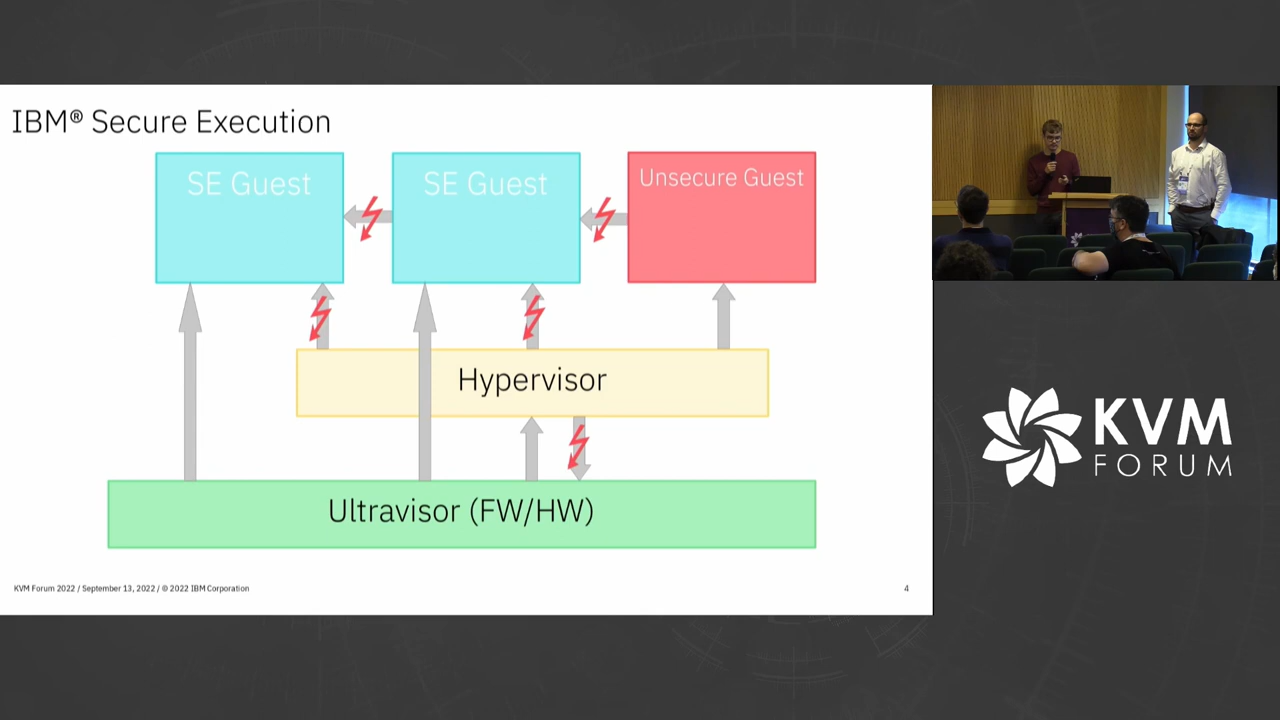 IBM® Secure Execution
SE Guest
SE Guest
Unsecure Guest
Hypervisor
Ultravisor (FW/HW)
KVM Forum 2022 / September 13, 2022 / © 2022 IBM Corporation
4
KVM
FORUM